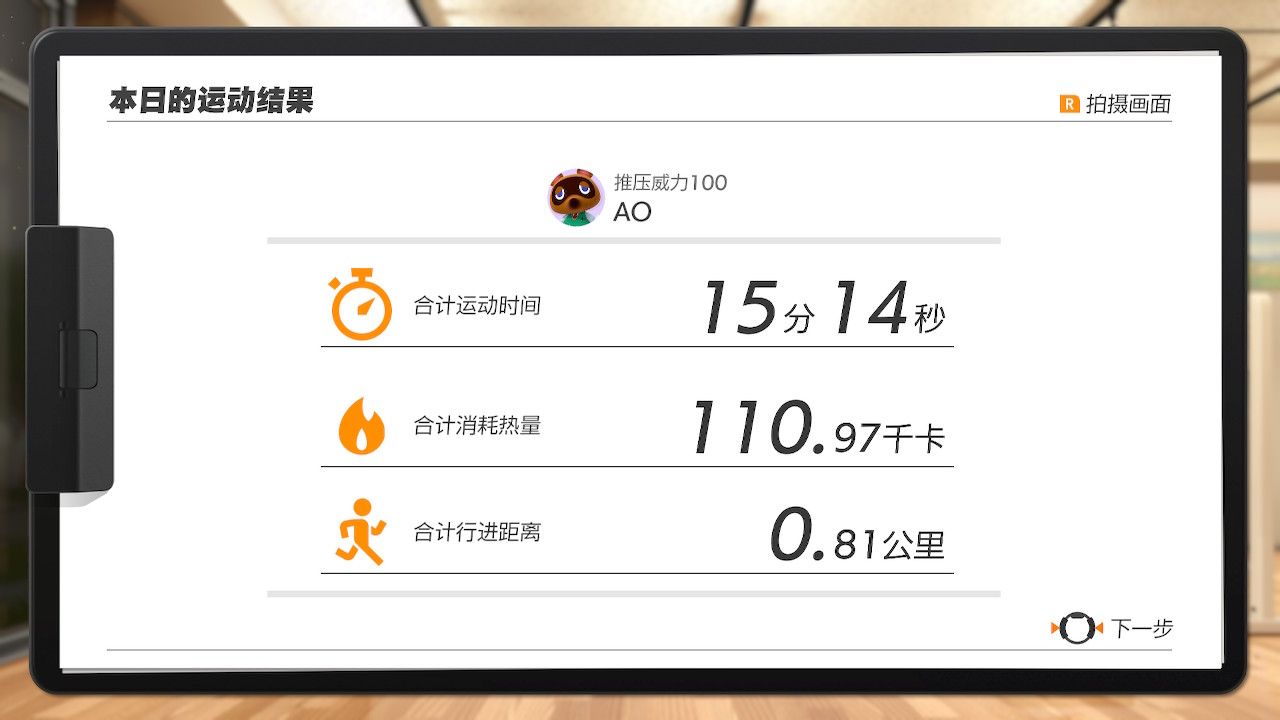 本日的运动结果
R 拍摄画面
推压威力100
AO
合计运动时间 15分14秒
合计消耗热量 110.97千卡
合计行进距离 0.81公里
下一步